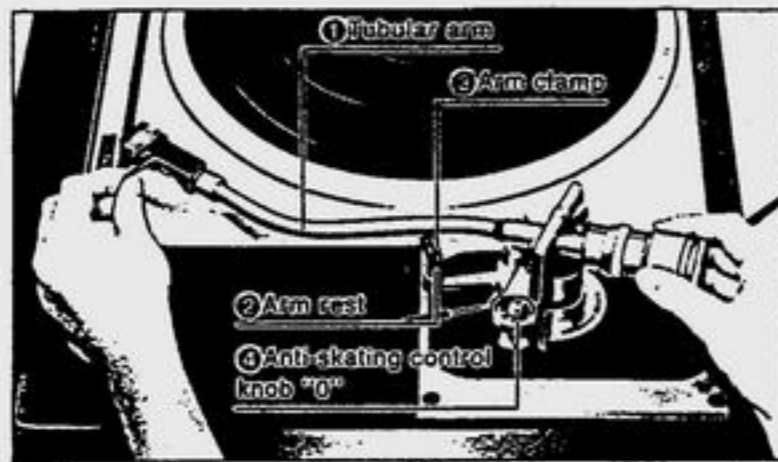 ①Tubular arm
③Arm clamp
②Arm rest
④Anti-skating control
knob "0"